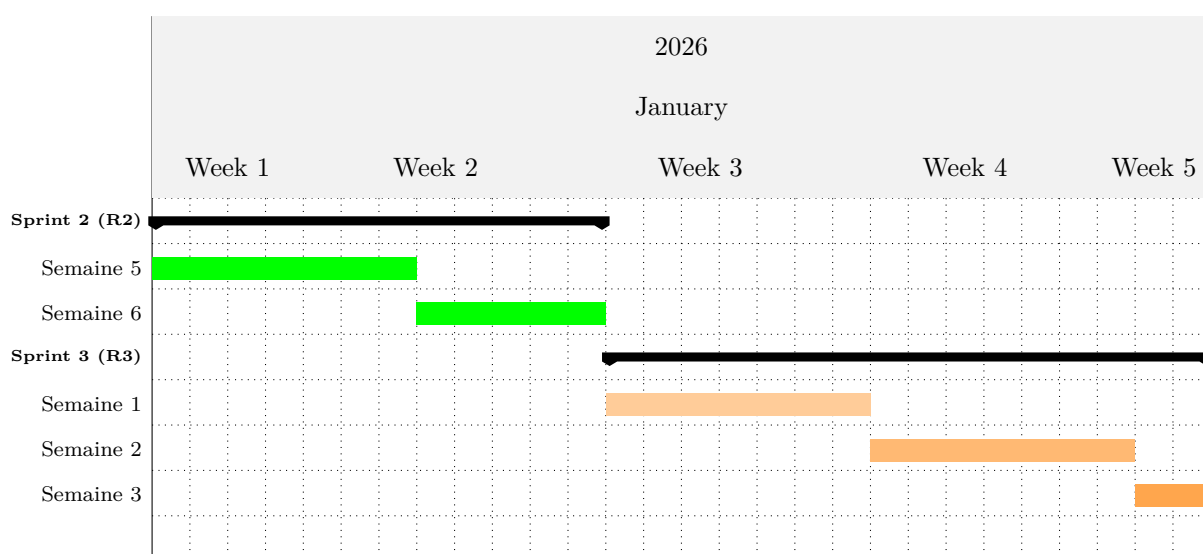 2026
January
Week 1 Week 2 Week 3 Week 4 Week 5
Sprint 2 (R2)
Semaine 5
Semaine 6
Sprint 3 (R3)
Semaine 1
Semaine 2
Semaine 3